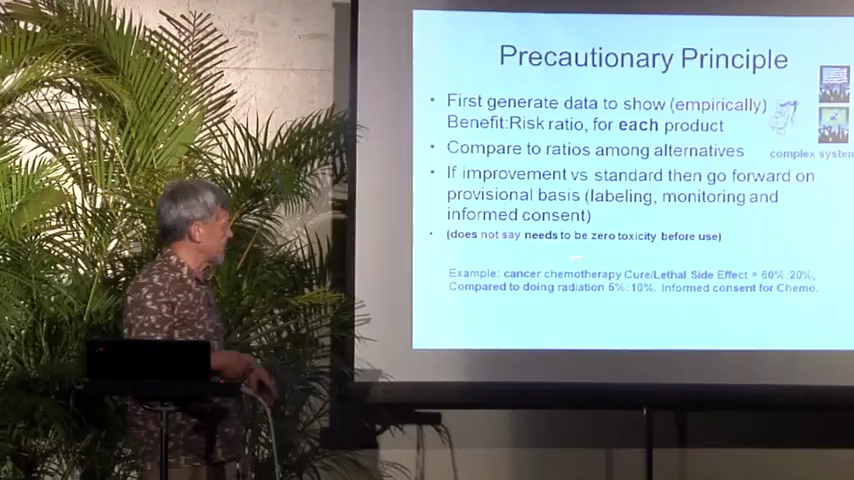 Precautionary Principle
• First generate data to show (empirically)
Benefit:Risk ratio, for each product
complex system
• Compare to ratios among alternatives
• If improvement vs standard then go forward on
provisional basis (labeling, monitoring and
informed consent)
• (does not say needs to be zero toxicity before use)
Example: cancer chemotherapy Cure/Lethal Side Effect = 60%:20%,
Compared to doing radiation 5%:10%. Informed consent for Chemo.